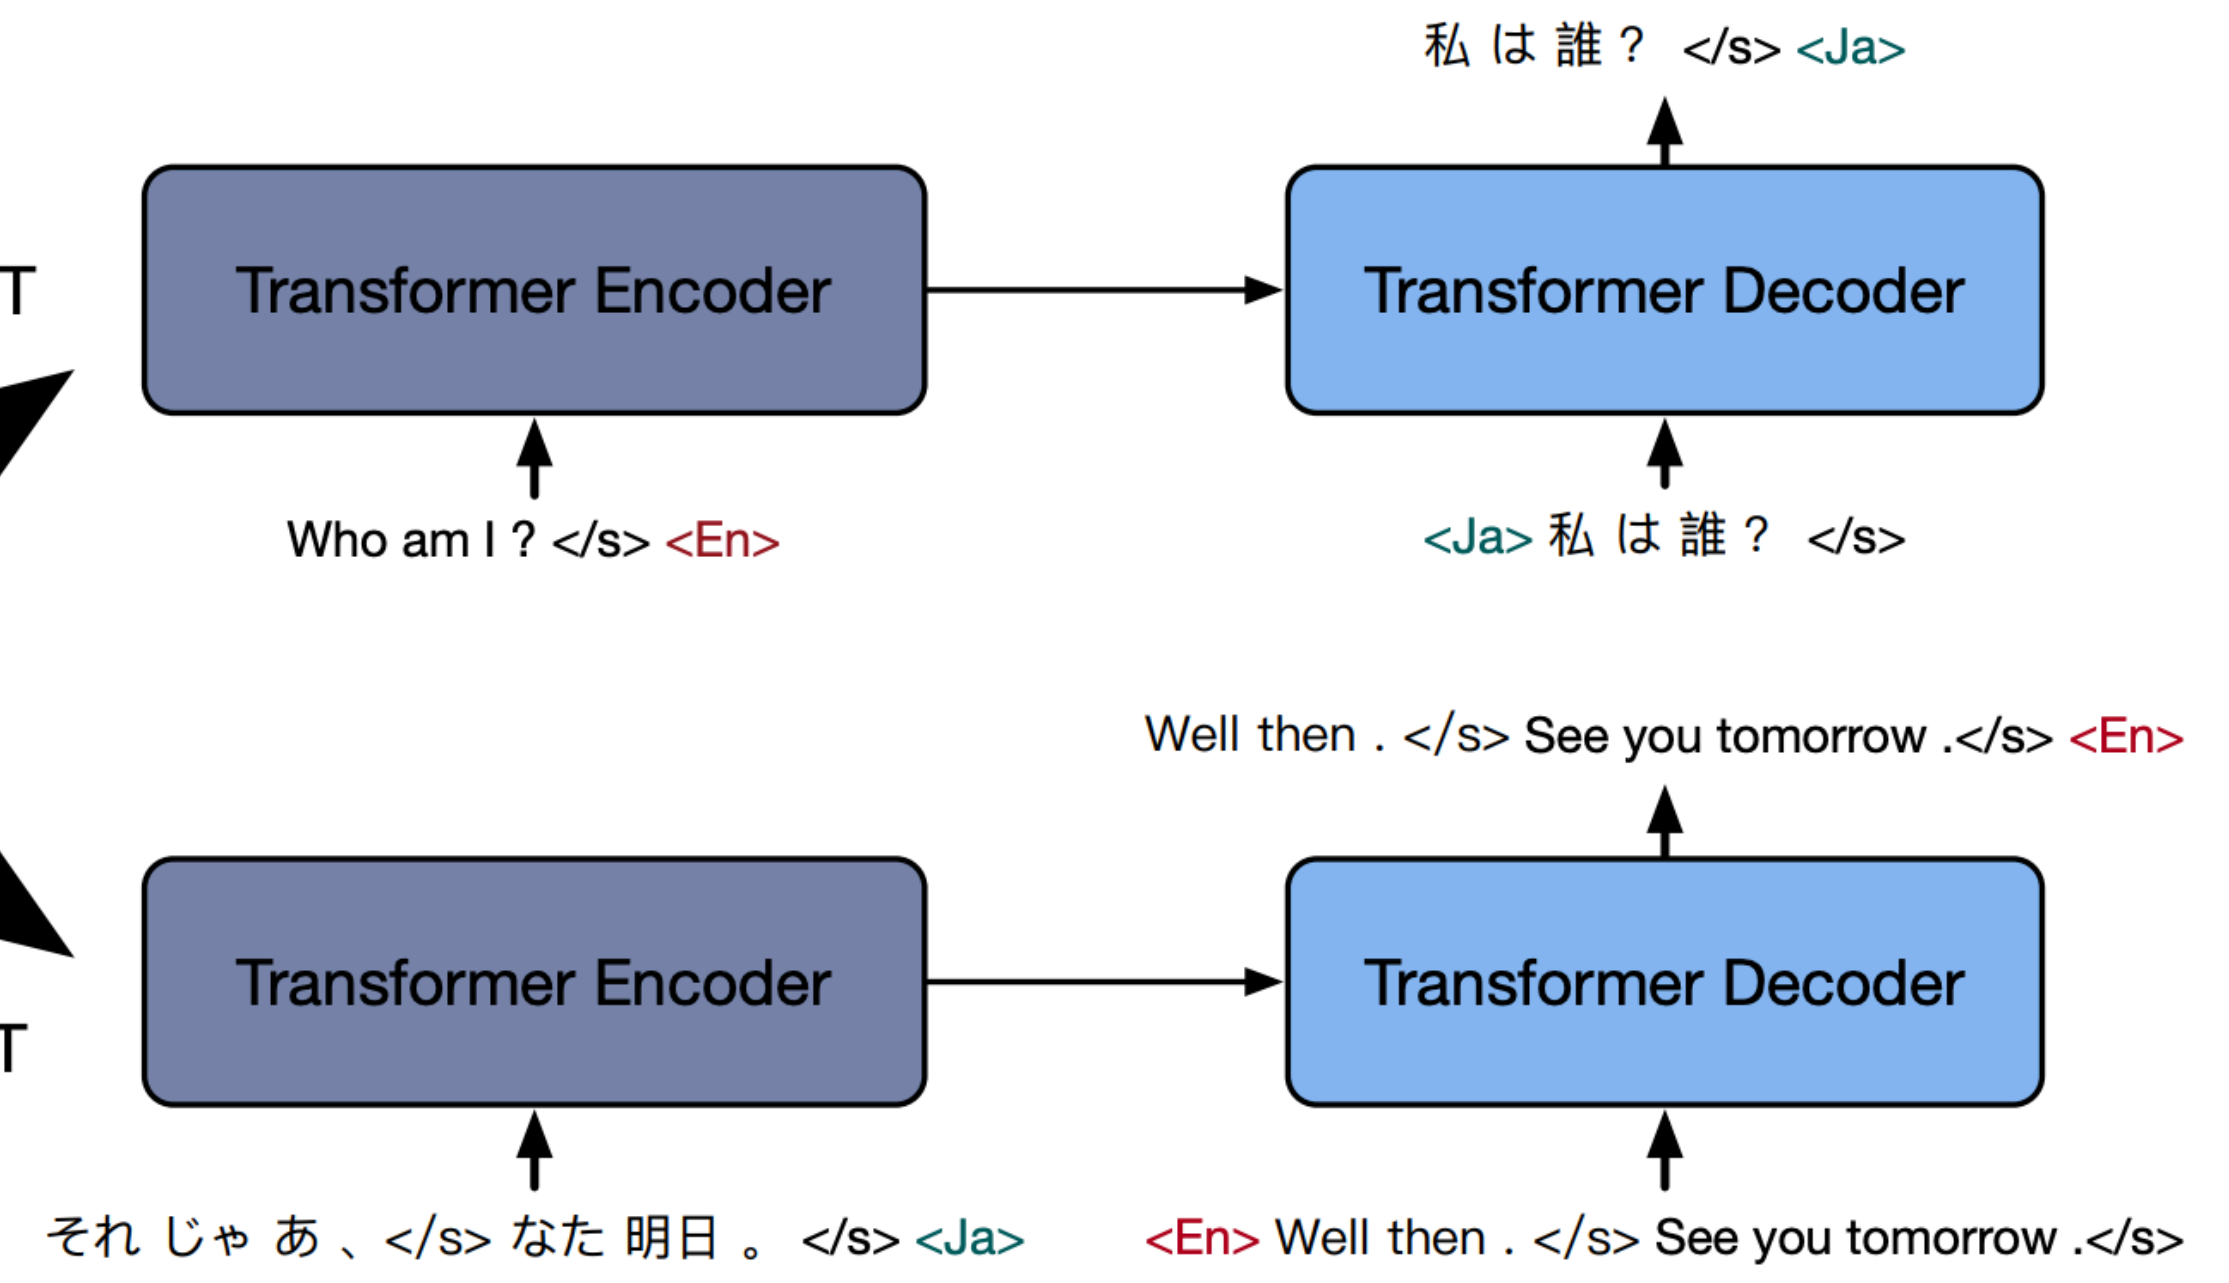 私 は 誰 ? </s> <Ja>
T
Transformer Encoder
Transformer Decoder
Who am I ? </s> <En>
<Ja> 私 は 誰 ? </s>
Well then . </s> See you tomorrow .</s> <En>
Transformer Encoder
Transformer Decoder
T
それ じゃ あ 、</s> なた 明日 。 </s> <Ja>
<En> Well then . </s> See you tomorrow .</s>